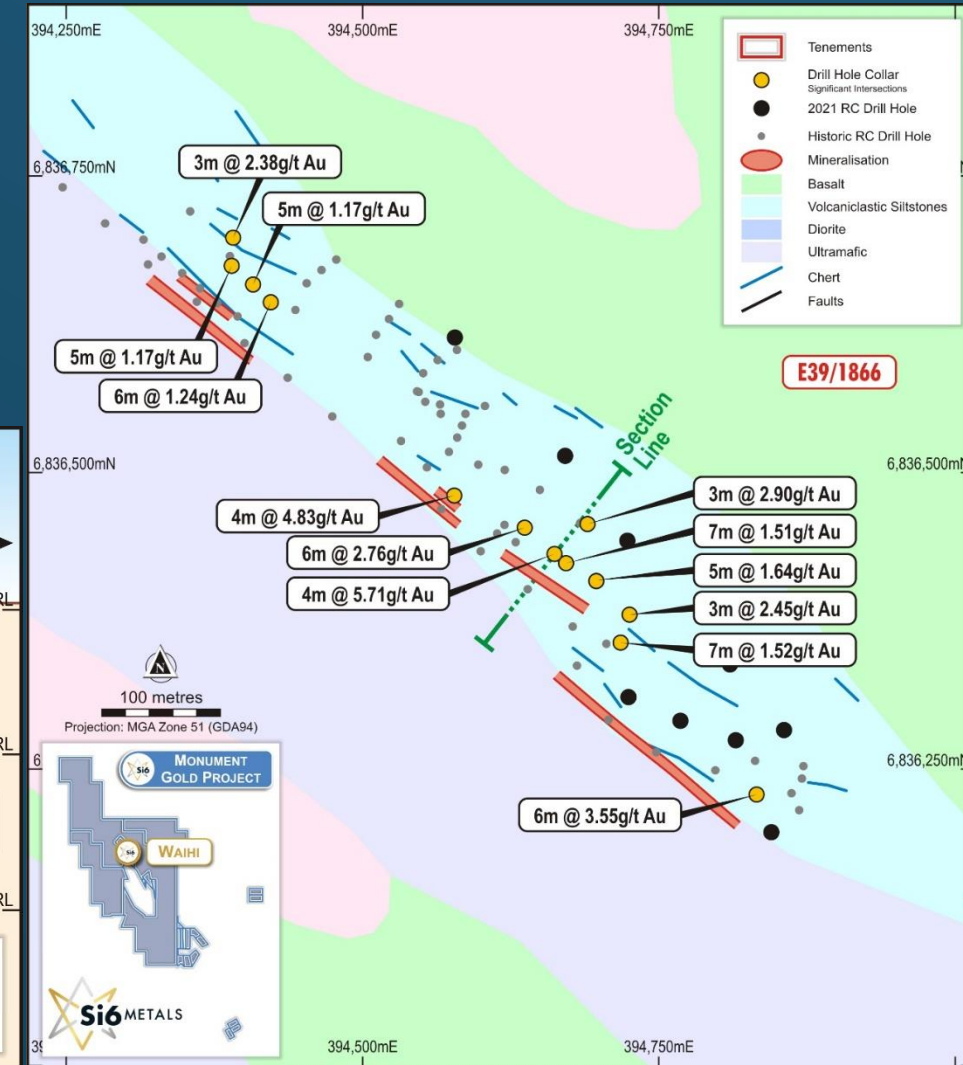 394,250mE
394,500mE
394,750mE
Tenements
Drill Hole Collar
Significant Intersections
2021 RC Drill Hole
Historic RC Drill Hole
Mineralisation
Basalt
Volcaniclastic Siltstones
Diorite
Ultramafic
Chert
Faults
6,836,750mN
3m @ 2.38g/t Au
5m @ 1.17g/t Au
5m @ 1.17g/t Au
6m @ 1.24g/t Au
E39/1866
Section
Line
6,836,500mN
6,836,500mN
4m @ 4.83g/t Au
6m @ 2.76g/t Au
4m @ 5.71g/t Au
3m @ 2.90g/t Au
7m @ 1.51g/t Au
5m @ 1.64g/t Au
3m @ 2.45g/t Au
7m @ 1.52g/t Au
RL
N
100 metres
Projection: MGA Zone 51 (GDA94)
RL
6,836,250mN
6m @ 3.55g/t Au
Si6
MONUMENT
GOLD PROJECT
Si6
WAIHI
RL
Si6 METALS
394,500mE
394,750mE